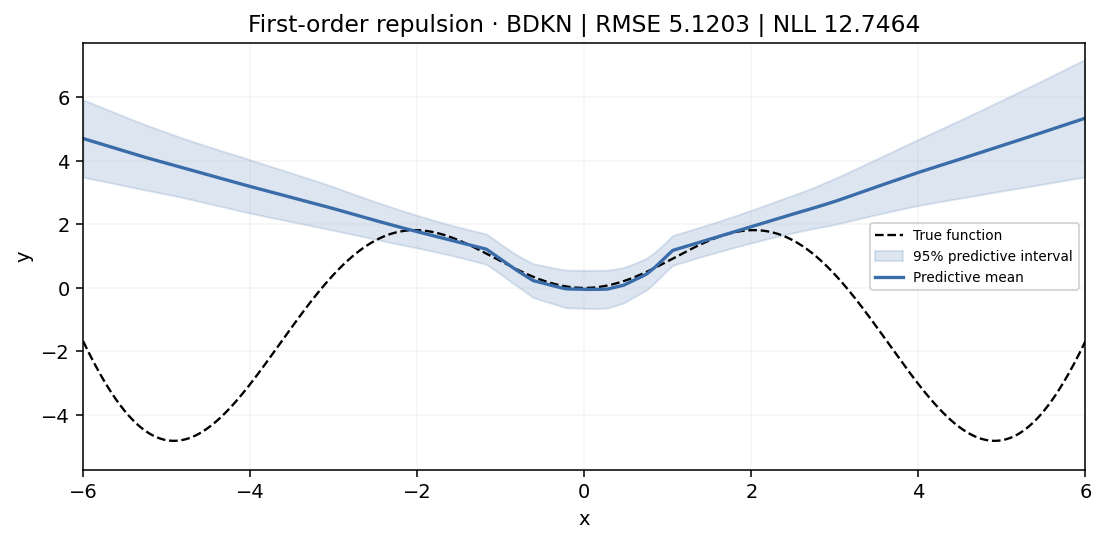 First-order repulsion · BDKN | RMSE 5.1203 | NLL 12.7464
y
6
4
2
0
−2
−4
True function
95% predictive interval
Predictive mean
−6 −4 −2 0 2 4 6
x